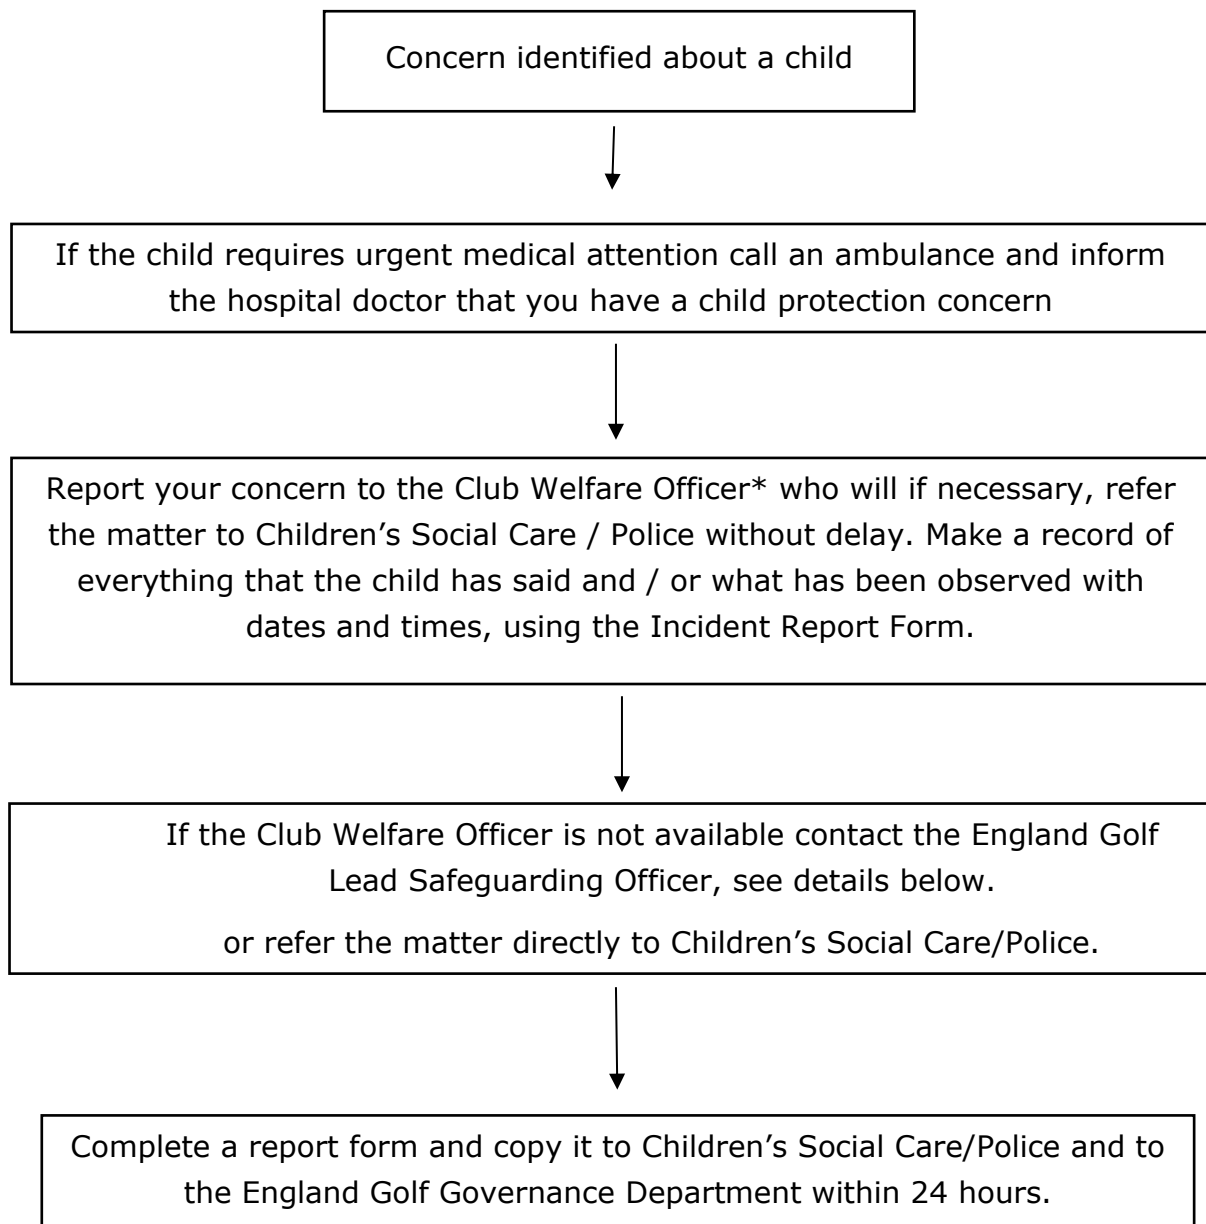 Concern identified about a child
If the child requires urgent medical attention call an ambulance and inform
the hospital doctor that you have a child protection concern
Report your concern to the Club Welfare Officer* who will if necessary, refer
the matter to Children’s Social Care / Police without delay. Make a record of
everything that the child has said and / or what has been observed with
dates and times, using the Incident Report Form.
If the Club Welfare Officer is not available contact the England Golf
Lead Safeguarding Officer, see details below.
or refer the matter directly to Children’s Social Care/Police.
Complete a report form and copy it to Children’s Social Care/Police and to
the England Golf Governance Department within 24 hours.